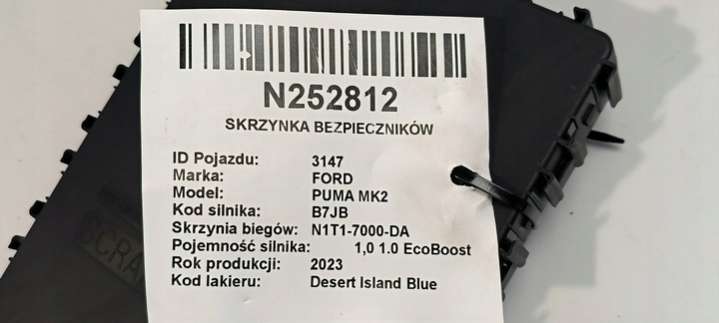 N252812
SKRZYNKA BEZPIECZNIKÓW
ID Pojazdu: 3147
Marka: FORD
Model: PUMA MK2
Kod silnika: B7JB
Skrzynia biegów: N1T1-7000-DA
Pojemność silnika: 1,0 1.0 EcoBoost
Rok produkcji: 2023
Kod lakieru: Desert Island Blue